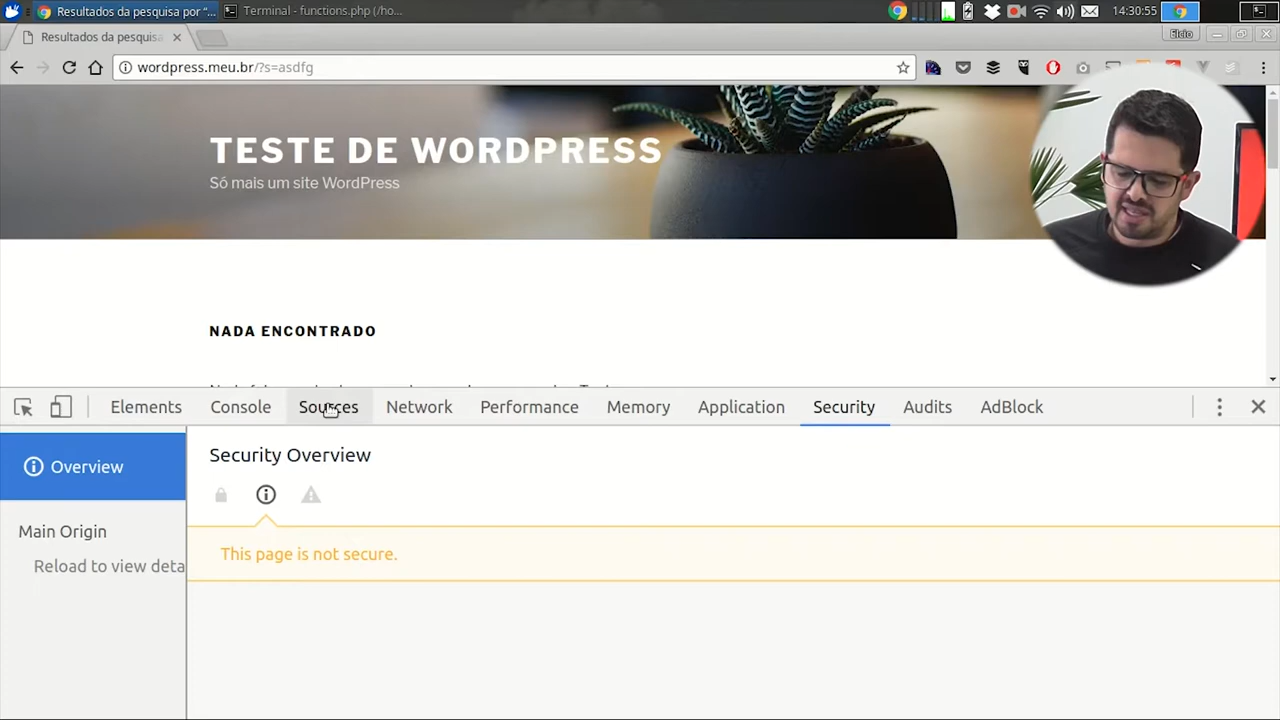 Resultados da pesquisa por “... Terminal - functions.php (/ho... 14:30:55
Resultados da pesquisa Elcio
wordpress.meu.br/?s=asdfg
TESTE DE WORDPRESS
Só mais um site WordPress
NADA ENCONTRADO
Elements Console Sources Network Performance Memory Application Security Audits AdBlock
Overview
Security Overview
Main Origin
Reload to view deta
This page is not secure.